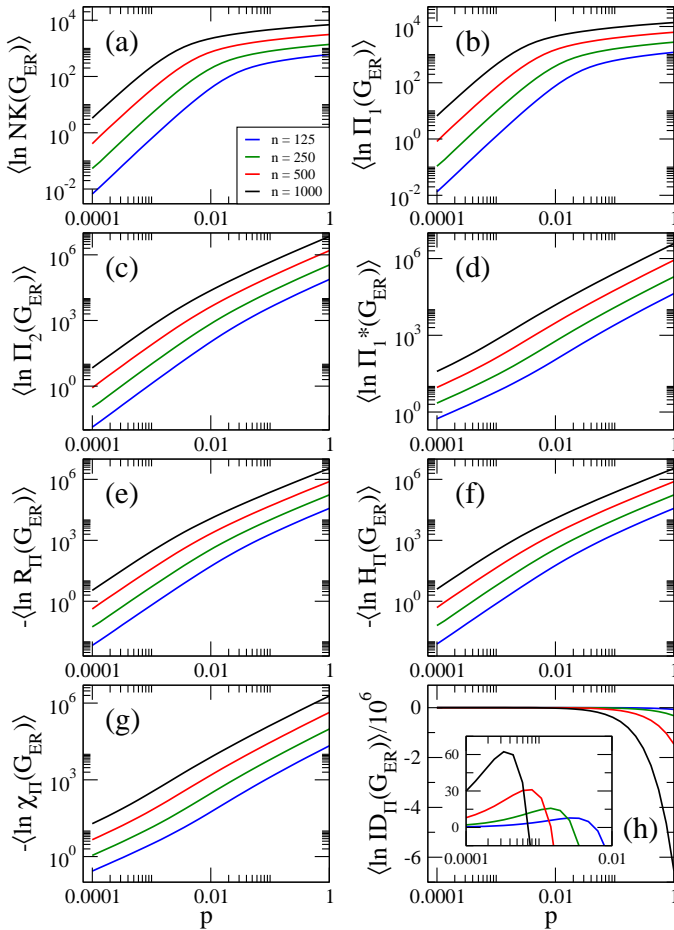 ⟨ln NK(G_ER)⟩
10^4
10^2
10^0
10^-2
(a)
n = 125
n = 250
n = 500
n = 1000
0.0001
0.01
1
⟨ln Π_1(G_ER)⟩
10^4
10^2
10^0
10^-2
(b)
0.0001
0.01
1
⟨ln Π_2(G_ER)⟩
10^6
10^3
10^0
(c)
0.0001
0.01
1
⟨ln Π_1*(G_ER)⟩
10^6
10^3
10^0
(d)
0.0001
0.01
1
-⟨ln R_Π(G_ER)⟩
10^6
10^3
10^0
(e)
0.0001
0.01
1
-⟨ln H_Π(G_ER)⟩
10^6
10^3
10^0
(f)
0.0001
0.01
1
-⟨ln χ_Π(G_ER)⟩
10^6
10^3
10^0
(g)
0.0001
0.01
1
p
⟨ln ID_Π(G_ER)⟩/10^6
0
-2
-4
-6
60
30
0
0.0001
0.01
(h)
0.0001
0.01
1
p